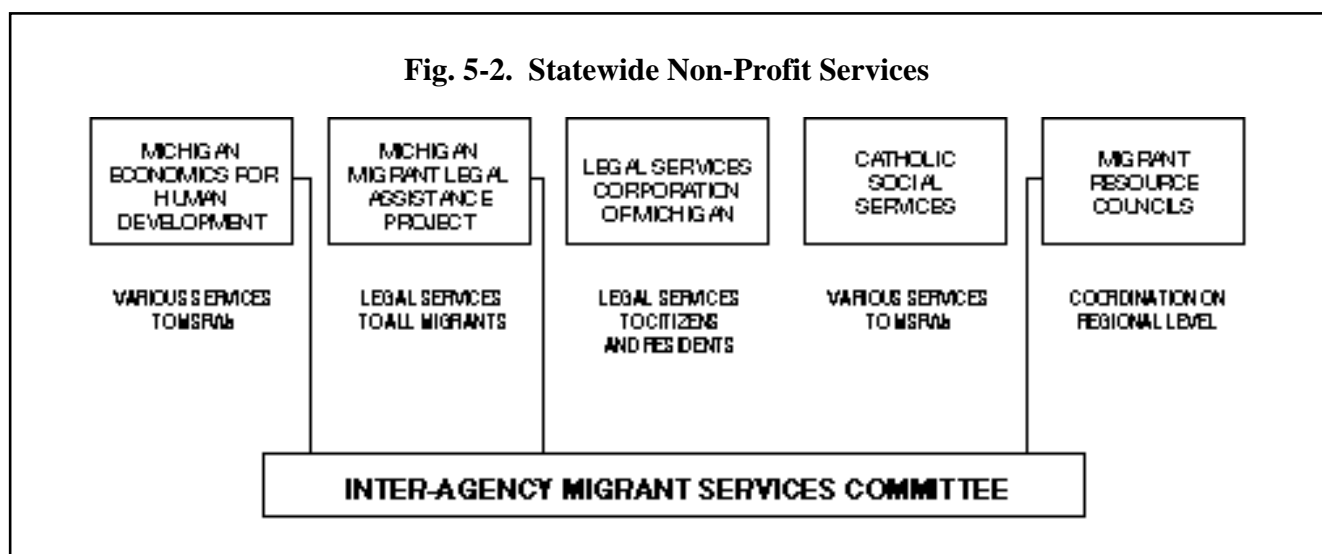 Fig. 5-2. Statewide Non-Profit Services
MICHIGAN
ECONOMICS FOR
HUMAN
DEVELOPMENT
MICHIGAN
MIGRANT LEGAL
ASSISTANCE
PROJECT
LEGAL SERVICES
CORPORATION
OF MICHIGAN
CATHOLIC
SOCIAL
SERVICES
MIGRANT
RESOURCE
COUNCILS
VARIOUS SERVICES
TO MSFWs
LEGAL SERVICES
TO ALL MIGRANTS
LEGAL SERVICES
TO CITIZENS
AND RESIDENTS
VARIOUS SERVICES
TO MSFWs
COORDINATION ON
REGIONAL LEVEL
INTER-AGENCY MIGRANT SERVICES COMMITTEE